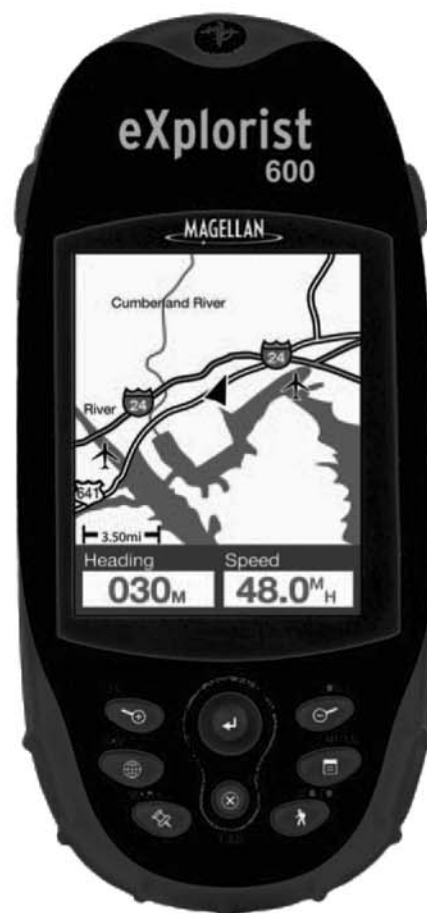 eXplorist
600
MAGELLAN
Cumberland River
24
24
River
641
3.50mi
Heading Speed
030M 48.0MH